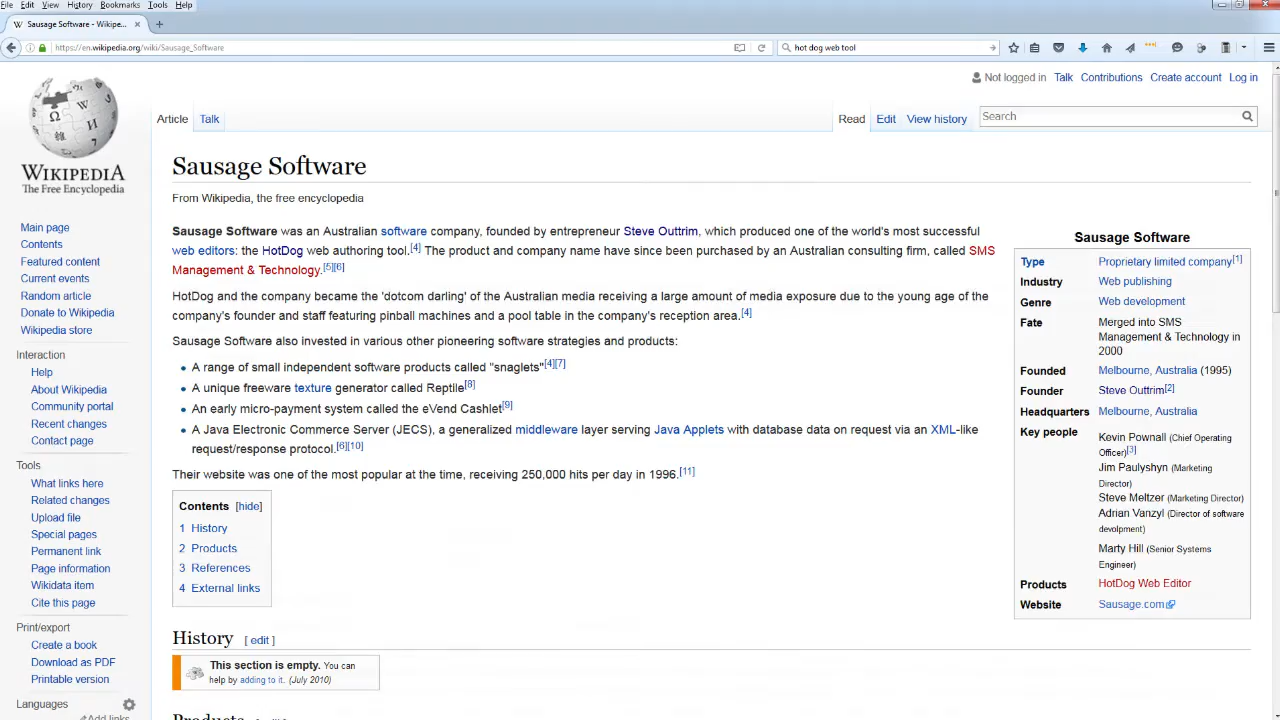 File Edit View History Bookmarks Tools Help
Sausage Software - Wikipe...
https://en.wikipedia.org/wiki/Sausage_Software
hot dog web tool
Not logged in Talk Contributions Create account Log in
Article Talk
Read Edit View history
Search
WIKIPEDIA
The Free Encyclopedia
Main page
Contents
Featured content
Current events
Random article
Donate to Wikipedia
Wikipedia store
Interaction
Help
About Wikipedia
Community portal
Recent changes
Contact page
Tools
What links here
Related changes
Upload file
Special pages
Permanent link
Page information
Wikidata item
Cite this page
Print/export
Create a book
Download as PDF
Printable version
Languages
Add links
Sausage Software
From Wikipedia, the free encyclopedia
Sausage Software was an Australian software company, founded by entrepreneur Steve Outtrim, which produced one of the world's most successful
web editors: the HotDog web authoring tool.[4] The product and company name have since been purchased by an Australian consulting firm, called SMS
Management & Technology.[5][6]
HotDog and the company became the 'dotcom darling' of the Australian media receiving a large amount of media exposure due to the young age of the
company's founder and staff featuring pinball machines and a pool table in the company's reception area.[4]
Sausage Software also invested in various other pioneering software strategies and products:
• A range of small independent software products called "snaglets"[4][7]
• A unique freeware texture generator called Reptile[8]
• An early micro-payment system called the eVend Cashlet[9]
• A Java Electronic Commerce Server (JECS), a generalized middleware layer serving Java Applets with database data on request via an XML-like
request/response protocol.[6][10]
Their website was one of the most popular at the time, receiving 250,000 hits per day in 1996.[11]
Contents [hide]
1 History
2 Products
3 References
4 External links
History [ edit ]
This section is empty. You can
help by adding to it. (July 2010)
Products
Sausage Software
Type Proprietary limited company[1]
Industry Web publishing
Genre Web development
Fate Merged into SMS
Management & Technology in
2000
Founded Melbourne, Australia (1995)
Founder Steve Outtrim[2]
Headquarters Melbourne, Australia
Key people Kevin Pownall (Chief Operating
Officer)[3]
Jim Paulyshyn (Marketing
Director)
Steve Meltzer (Marketing Director)
Adrian Vanzyl (Director of software
devolpment)
Marty Hill (Senior Systems
Engineer)
Products HotDog Web Editor
Website Sausage.com